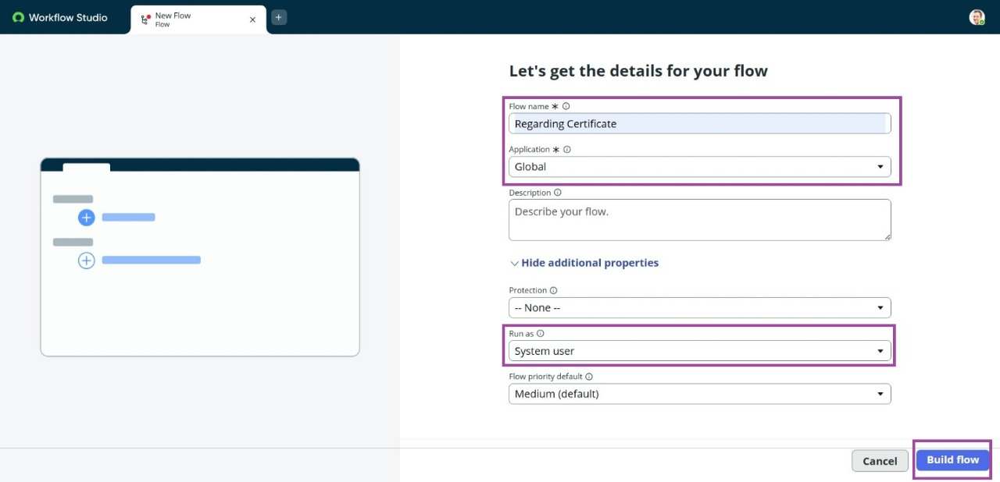 Workflow Studio
New Flow
Flow
Let's get the details for your flow
Flow name *
Regarding Certificate
Application *
Global
Description
Describe your flow.
Hide additional properties
Protection
-- None --
Run as
System user
Flow priority default
Medium (default)
Cancel
Build flow